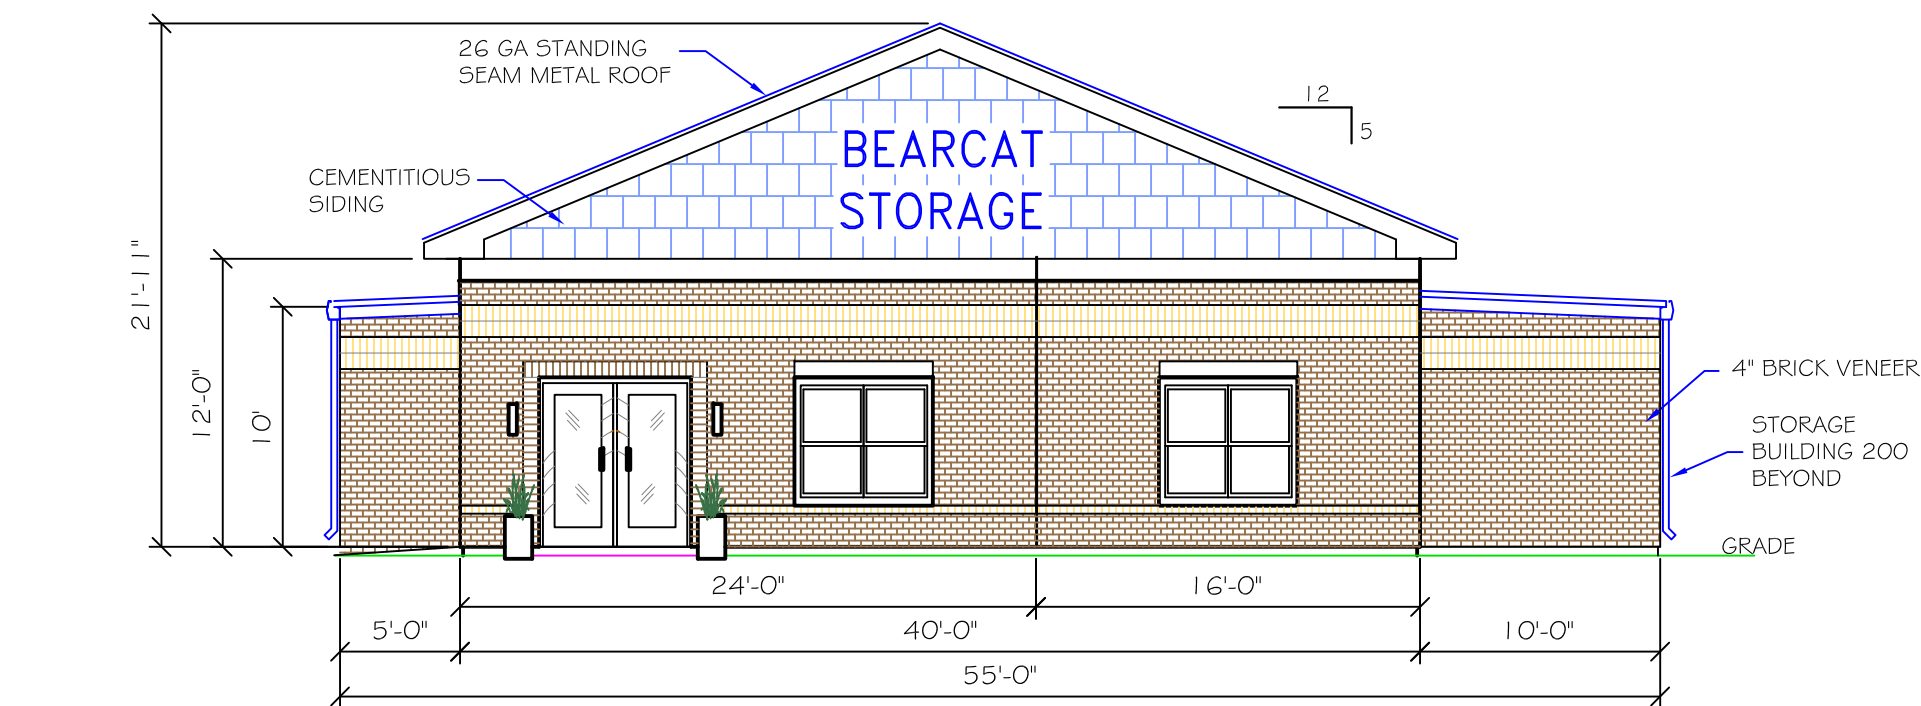 26 GA STANDING
SEAM METAL ROOF
12
5
BEARCAT
STORAGE
CEMENTITIOUS
SIDING
21'-11"
12'-0"
10'
4" BRICK VENEER
STORAGE
BUILDING 200
BEYOND
GRADE
24'-0"
16'-0"
5'-0"
40'-0"
10'-0"
55'-0"